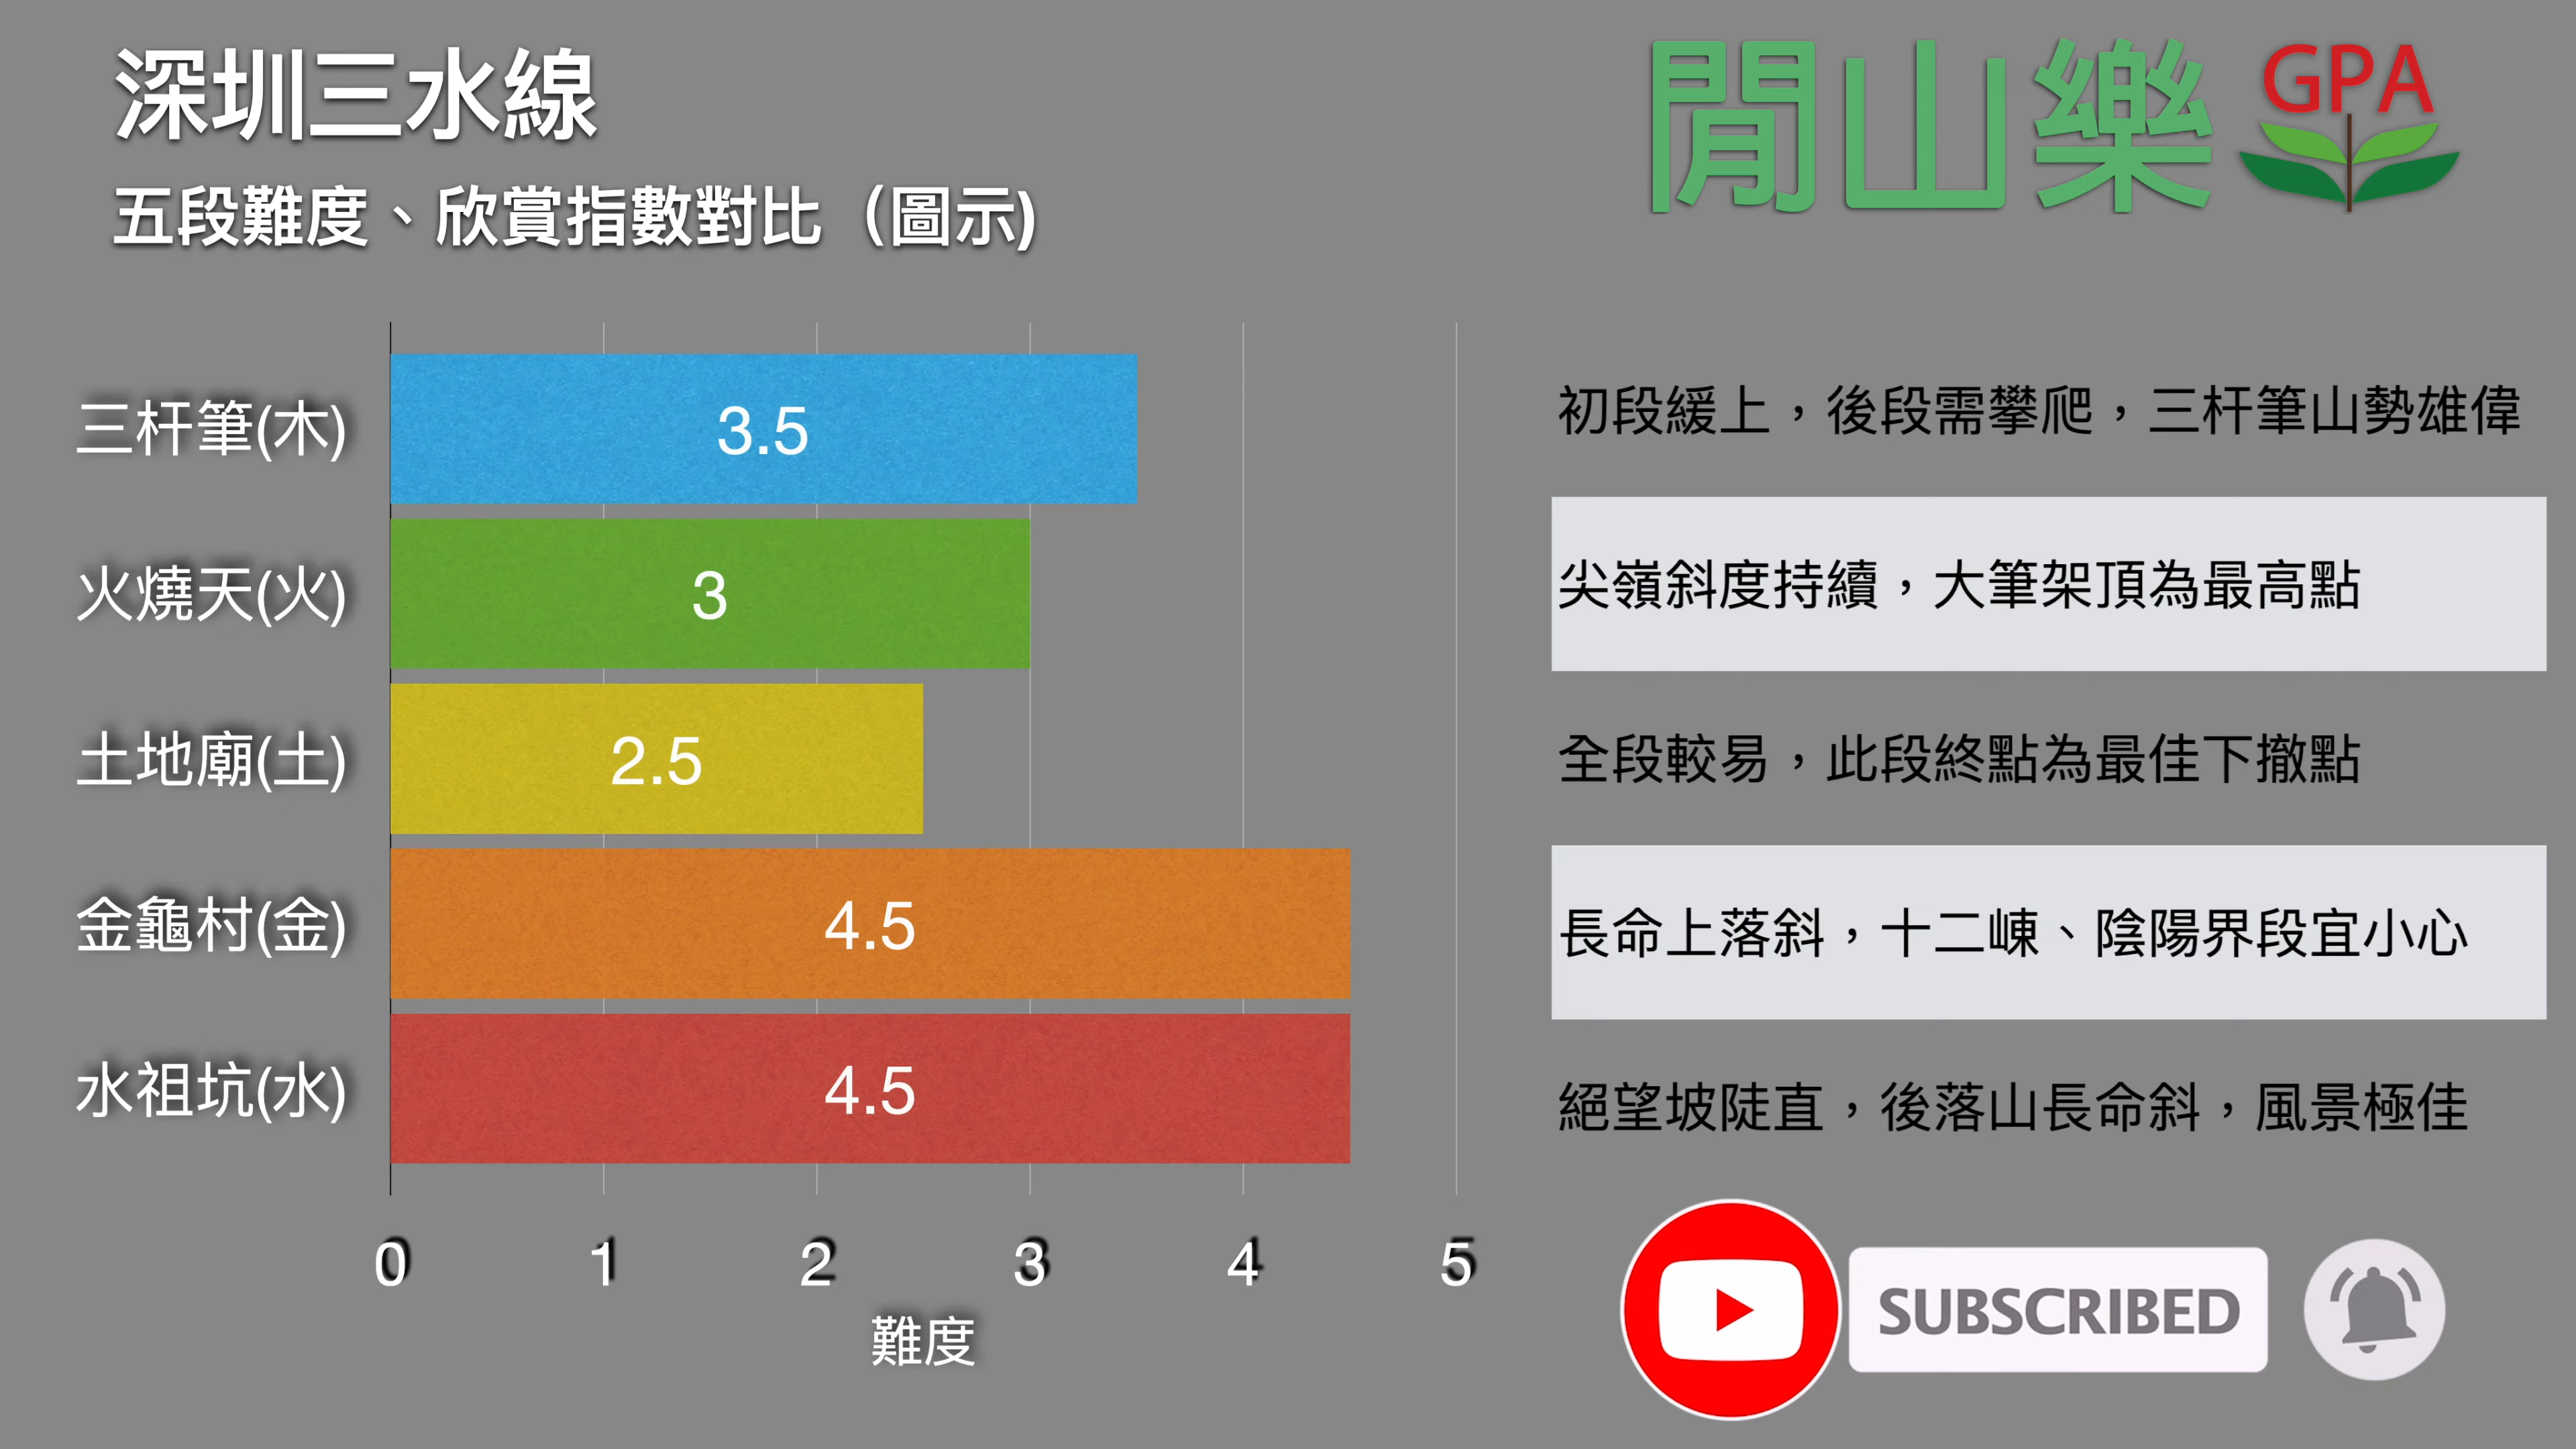 深圳三水線
五段難度、欣賞指數對比（圖示)
閒山樂
GPA
三杆筆(木)
3.5
初段緩上，後段需攀爬，三杆筆山勢雄偉
火燒天(火)
3
尖嶺斜度持續，大筆架頂為最高點
土地廟(土)
2.5
全段較易，此段終點為最佳下撤點
金龜村(金)
4.5
長命上落斜，十二崠、陰陽界段宜小心
水祖坑(水)
4.5
絕望坡陡直，後落山長命斜，風景極佳
0 1 2 3 4 5
難度
SUBSCRIBED